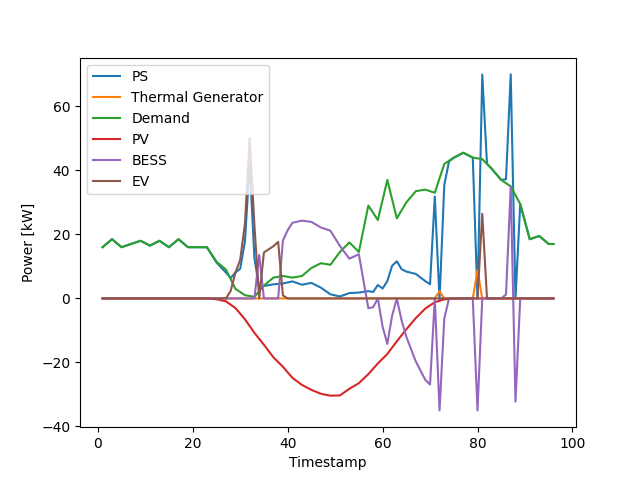 PS
Thermal Generator
Demand
PV
BESS
EV
Power [kW]
60
40
20
0
−20
−40
0
20
40
60
80
100
Timestamp